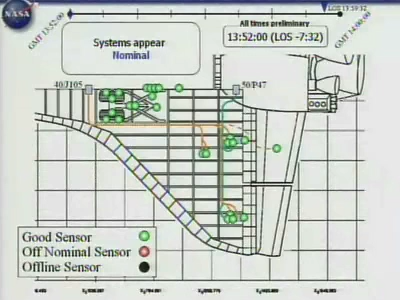 NASA
GMT 13:52:00
LOS 13:59:32
GMT 14:00:00
All times preliminary
13:52:00 (LOS -7:32)
Systems appear
Nominal
40/J105
50/P47
Good Sensor
Off Nominal Sensor
Offline Sensor